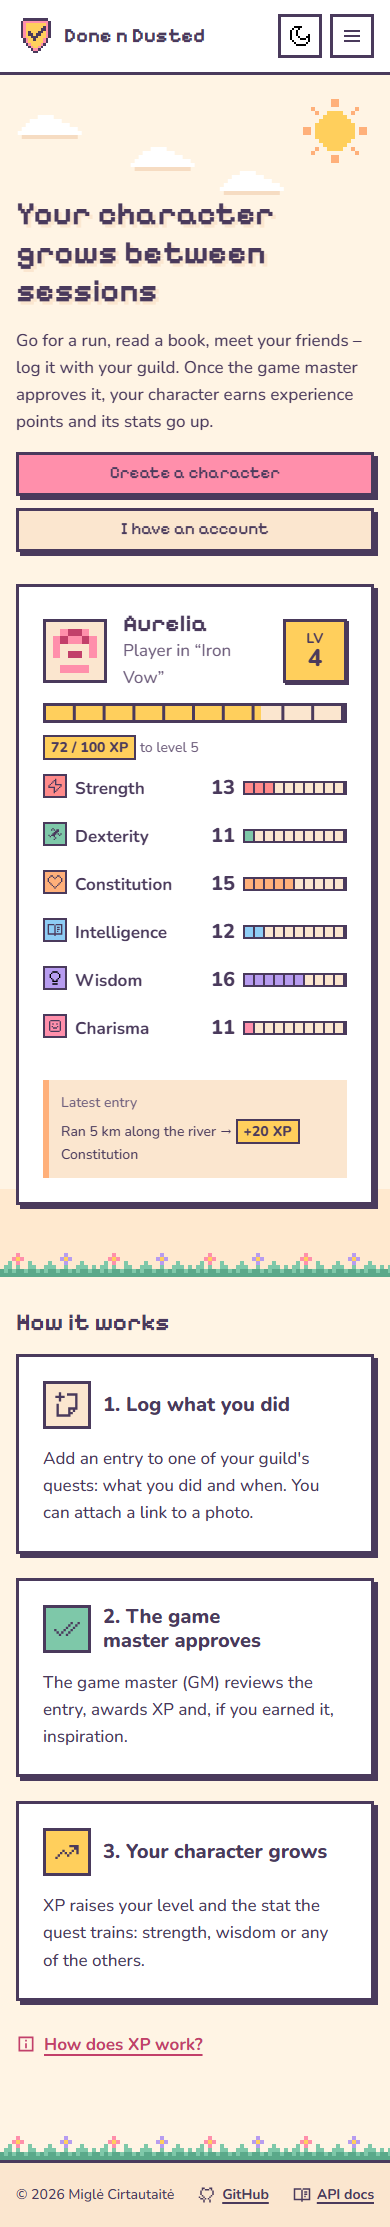 Done n Dusted
Your character
grows between
sessions
Go for a run, read a book, meet your friends –
log it with your guild. Once the game master
approves it, your character earns experience
points and its stats go up.
Create a character
I have an account
Aurelia
Player in “Iron
Vow”
LV
4
72 / 100 XP to level 5
Strength 13
Dexterity 11
Constitution 15
Intelligence 12
Wisdom 16
Charisma 11
Latest entry
Ran 5 km along the river → +20 XP
Constitution
How it works
1. Log what you did
Add an entry to one of your guild's
quests: what you did and when. You
can attach a link to a photo.
2. The game
master approves
The game master (GM) reviews the
entry, awards XP and, if you earned it,
inspiration.
3. Your character grows
XP raises your level and the stat the
quest trains: strength, wisdom or any
of the others.
How does XP work?
© 2026 Miglė Cirtautaitė GitHub API docs